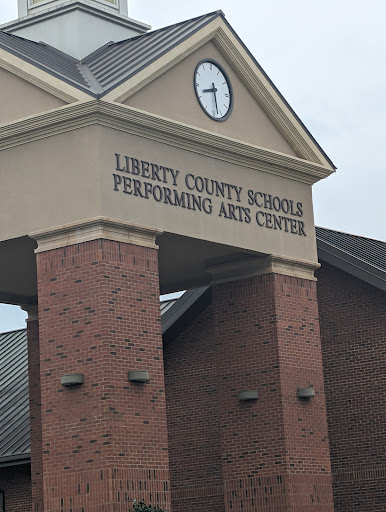 LIBERTY COUNTY SCHOOLS
PERFORMING ARTS CENTER